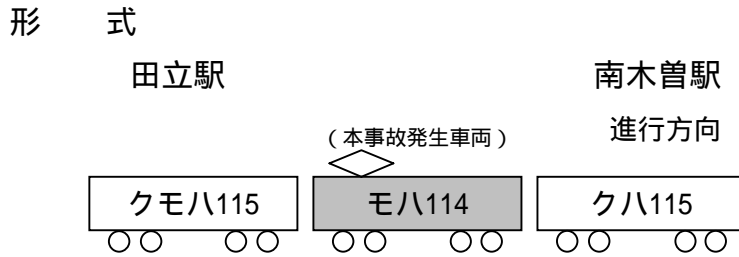 形　　式
田立駅　南木曽駅
(本事故発生車両)　進行方向
クモハ115　モハ114　クハ115